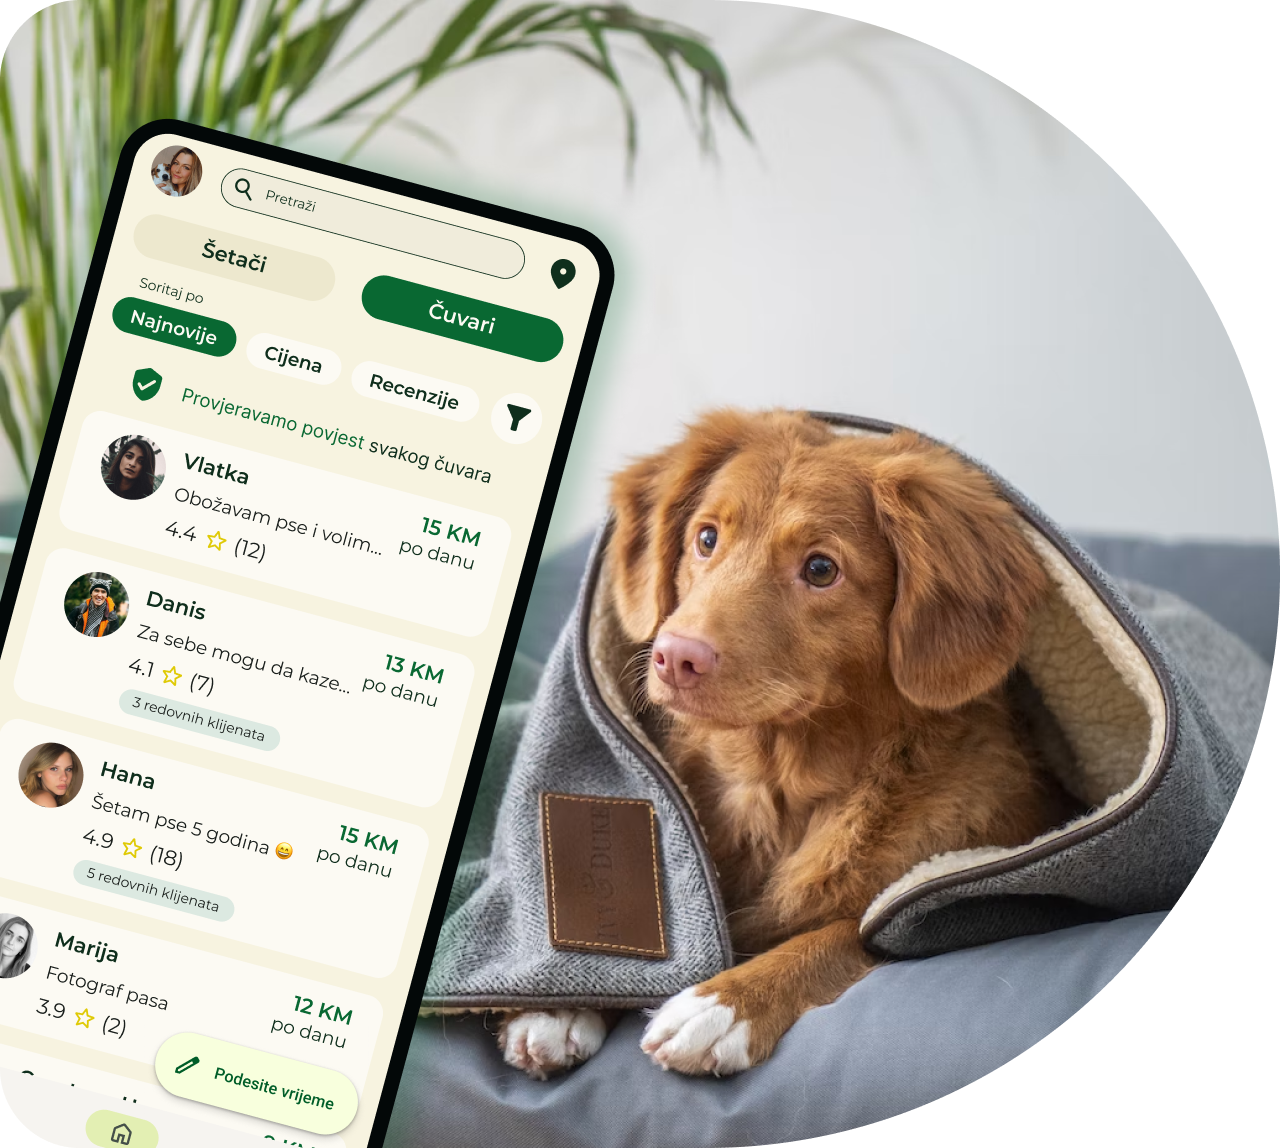 Pretraži
Šetači
Čuvari
Soritaj po
Najnovije
Cijena
Recenzije
Provjeravamo povjest svakog čuvara
Vlatka
Obožavam pse i volim...
4.4 (12)
15 KM
po danu
Danis
Za sebe mogu da kaze...
4.1 (7)
13 KM
po danu
3 redovnih klijenata
Hana
Šetam pse 5 godina 😄
4.9 (18)
15 KM
po danu
5 redovnih klijenata
Marija
Fotograf pasa
3.9 (2)
12 KM
po danu
Podesite vrijeme
DUKE